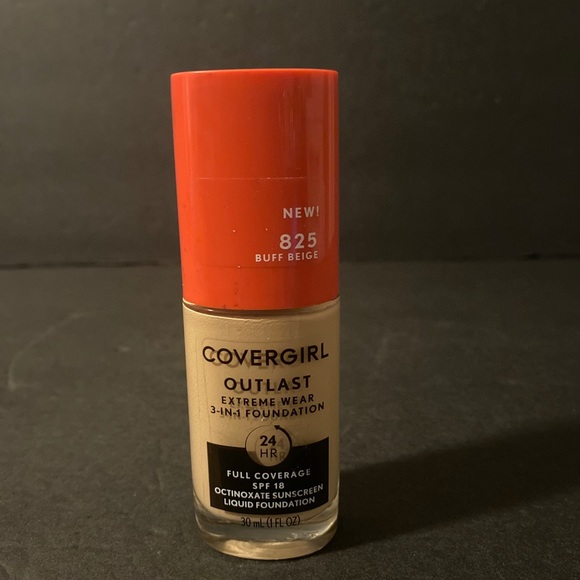 NEW!
825
BUFF BEIGE
COVERGIRL
OUTLAST
EXTREME WEAR
3-IN-1 FOUNDATION
24
HR
FULL COVERAGE
SPF 18
OCTINOXATE SUNSCREEN
LIQUID FOUNDATION
30 mL (1 FL OZ)